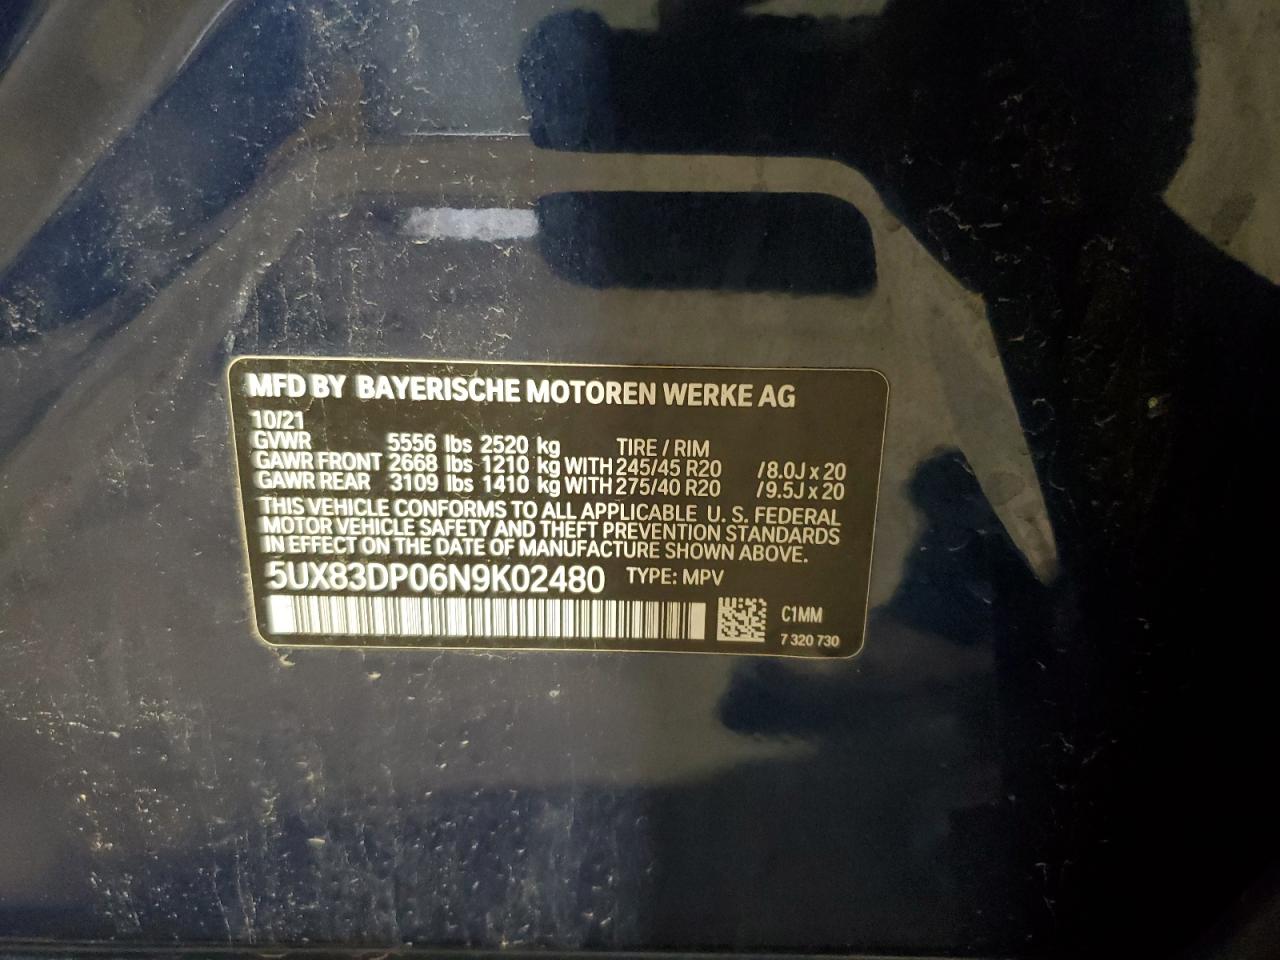 MFD BY BAYERISCHE MOTOREN WERKE AG
10/21
GVWR 5556 lbs 2520 kg TIRE / RIM
GAWR FRONT 2668 lbs 1210 kg WITH 245/45 R20 /8.0J x 20
GAWR REAR 3109 lbs 1410 kg WITH 275/40 R20 /9.5J x 20
THIS VEHICLE CONFORMS TO ALL APPLICABLE U. S. FEDERAL
MOTOR VEHICLE SAFETY AND THEFT PREVENTION STANDARDS
IN EFFECT ON THE DATE OF MANUFACTURE SHOWN ABOVE.
5UX83DP06N9K02480 TYPE: MPV
C1MM
7 320 730